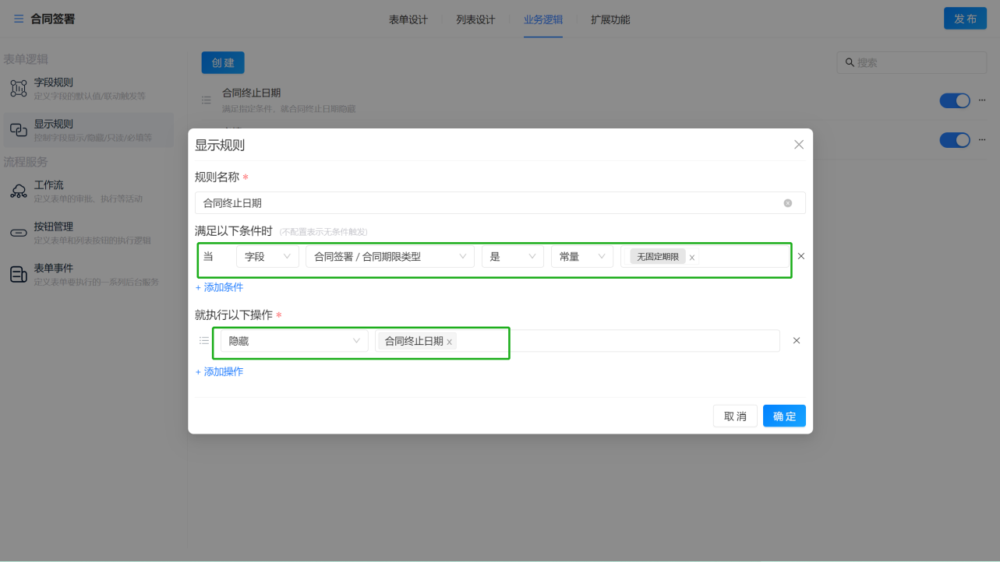 合同签署
表单设计 列表设计 业务逻辑 扩展功能
发 布
表单逻辑
字段规则
定义字段的默认值/联动触发等
显示规则
控制字段显示/隐藏/只读/必填等
流程服务
工作流
定义表单的审批、执行等活动
按钮管理
定义表单和列表按钮的执行逻辑
表单事件
定义表单要执行的一系列后台服务
创 建
搜索
合同终止日期
满足指定条件，就合同终止日期隐藏
显示规则
规则名称 *
合同终止日期
满足以下条件时 (不配置表示无条件触发)
当 字段 合同签署 / 合同期限类型 是 常量 无固定期限 x
+ 添加条件
就执行以下操作 *
隐藏 合同终止日期 x
+ 添加操作
取 消 确 定